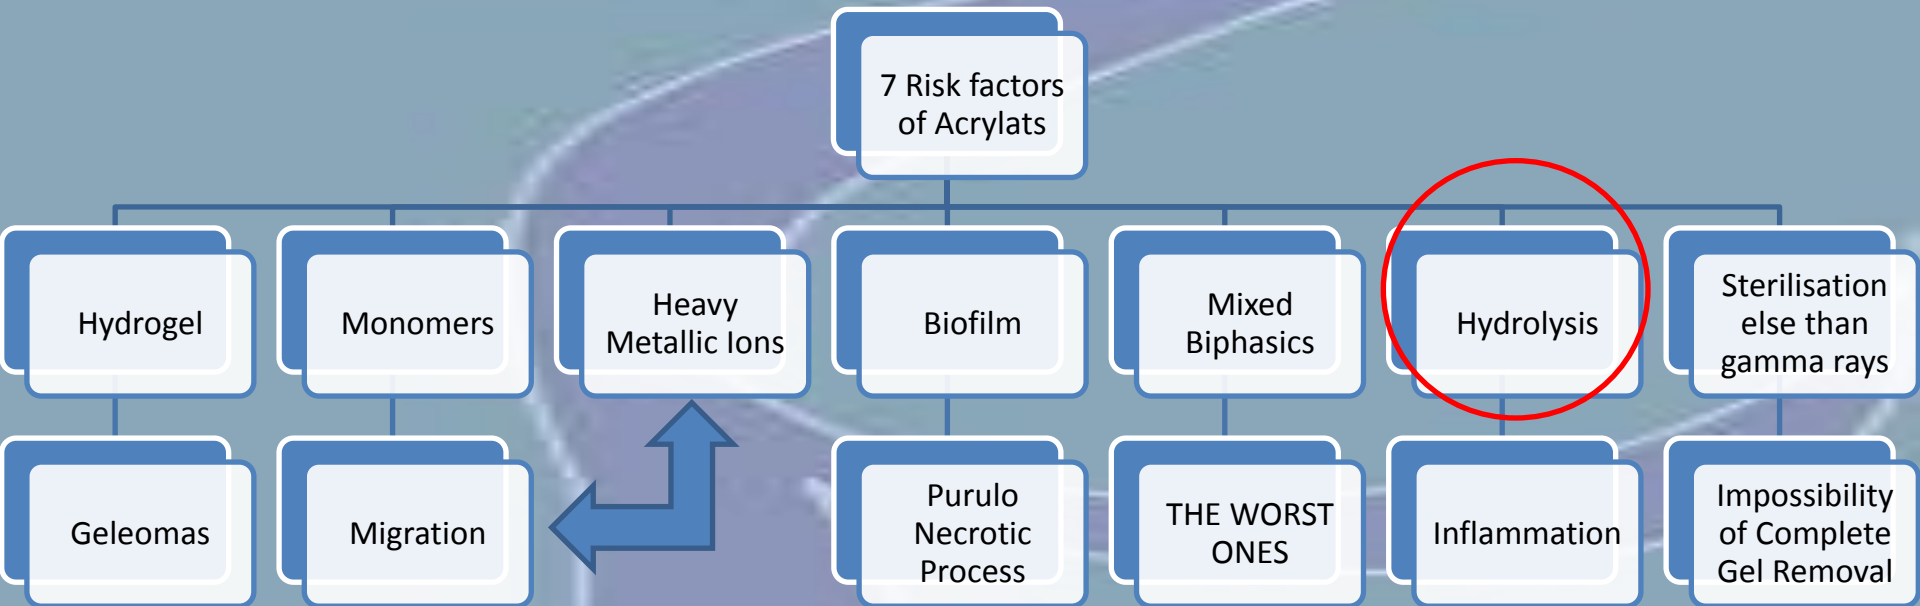 7 Risk factors
of Acrylats
Hydrogel
Monomers
Heavy
Metallic Ions
Biofilm
Mixed
Biphasics
Hydrolysis
Sterilisation
else than
gamma rays
Geleomas
Migration
Purulo
Necrotic
Process
THE WORST
ONES
Inflammation
Impossibility
of Complete
Gel Removal